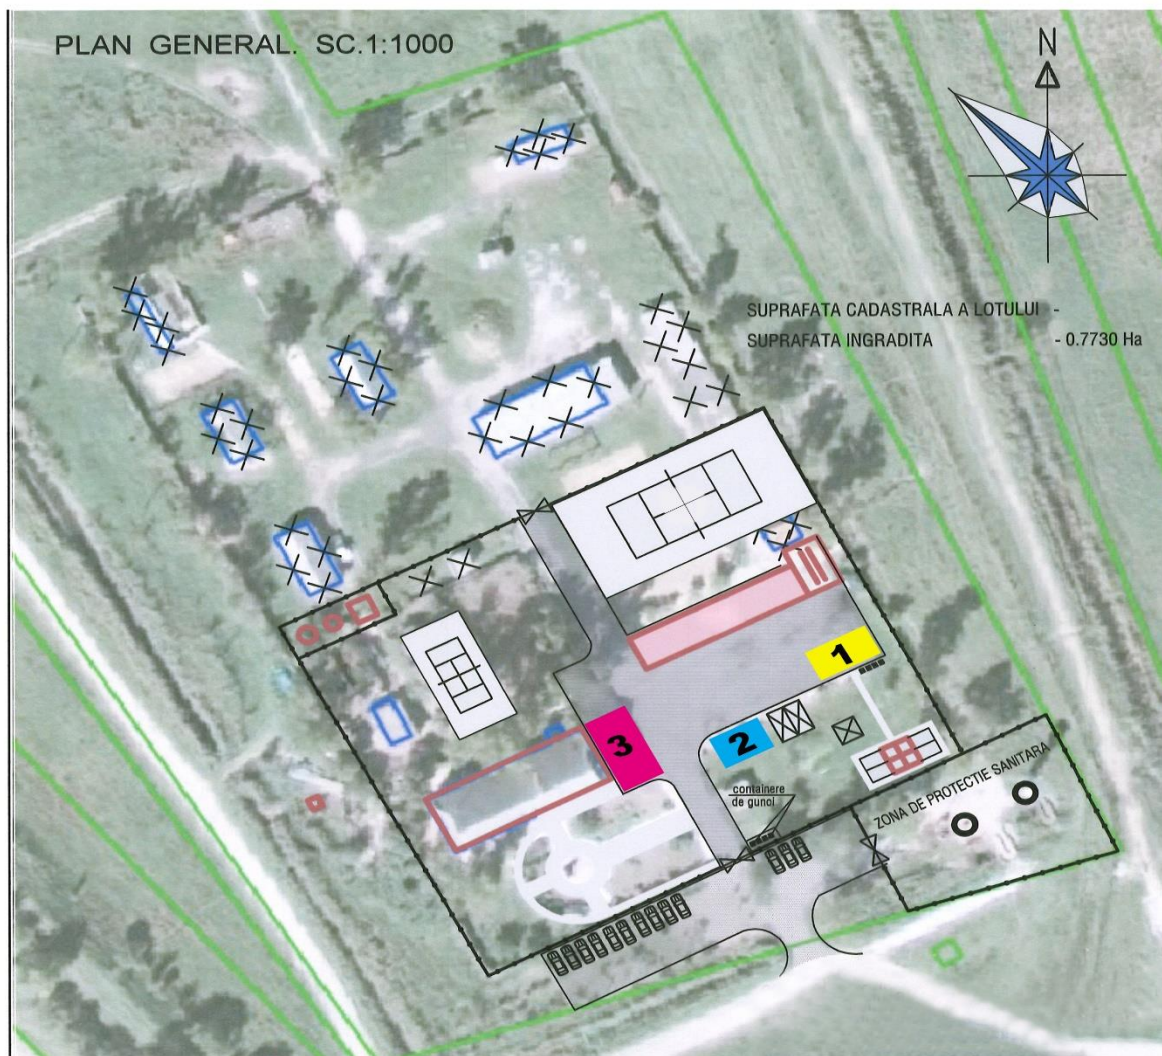 PLAN GENERAL. SC.1:1000
N
SUPRAFATA CADASTRALA A LOTULUI -
SUPRAFATA INGRADITA - 0.7730 Ha
1
2
3
containere
de gunoi
ZONA DE PROTECTIE SANITARA